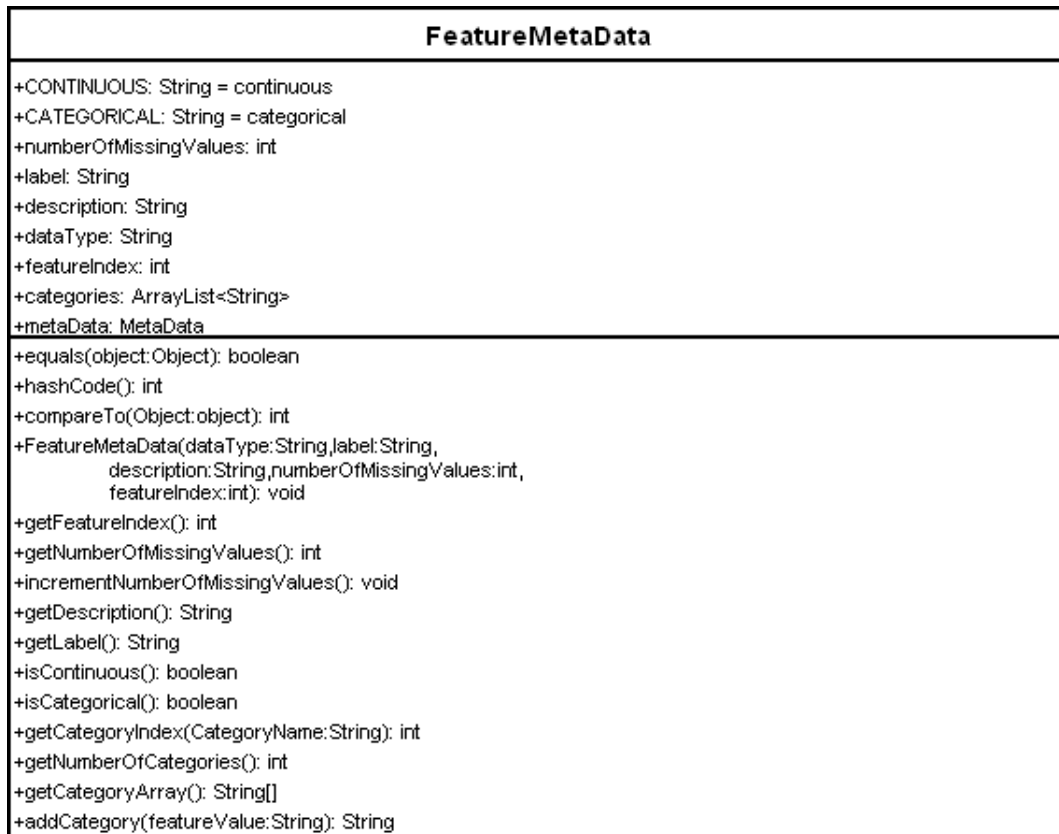 FeatureMetaData
+CONTINUOUS: String = continuous
+CATEGORICAL: String = categorical
+numberOfMissingValues: int
+label: String
+description: String
+dataType: String
+featureIndex: int
+categories: ArrayList<String>
+metaData: MetaData
+equals(object:Object): boolean
+hashCode(): int
+compareTo(Object:object): int
+FeatureMetaData(dataType:String,label:String,
description:String,numberOfMissingValues:int,
featureIndex:int): void
+getFeatureIndex(): int
+getNumberOfMissingValues(): int
+incrementNumberOfMissingValues(): void
+getDescription(): String
+getLabel(): String
+isContinuous(): boolean
+isCategorical(): boolean
+getCategoryIndex(CategoryName:String): int
+getNumberOfCategories(): int
+getCategoryArray(): String[]
+addCategory(featureValue:String): String